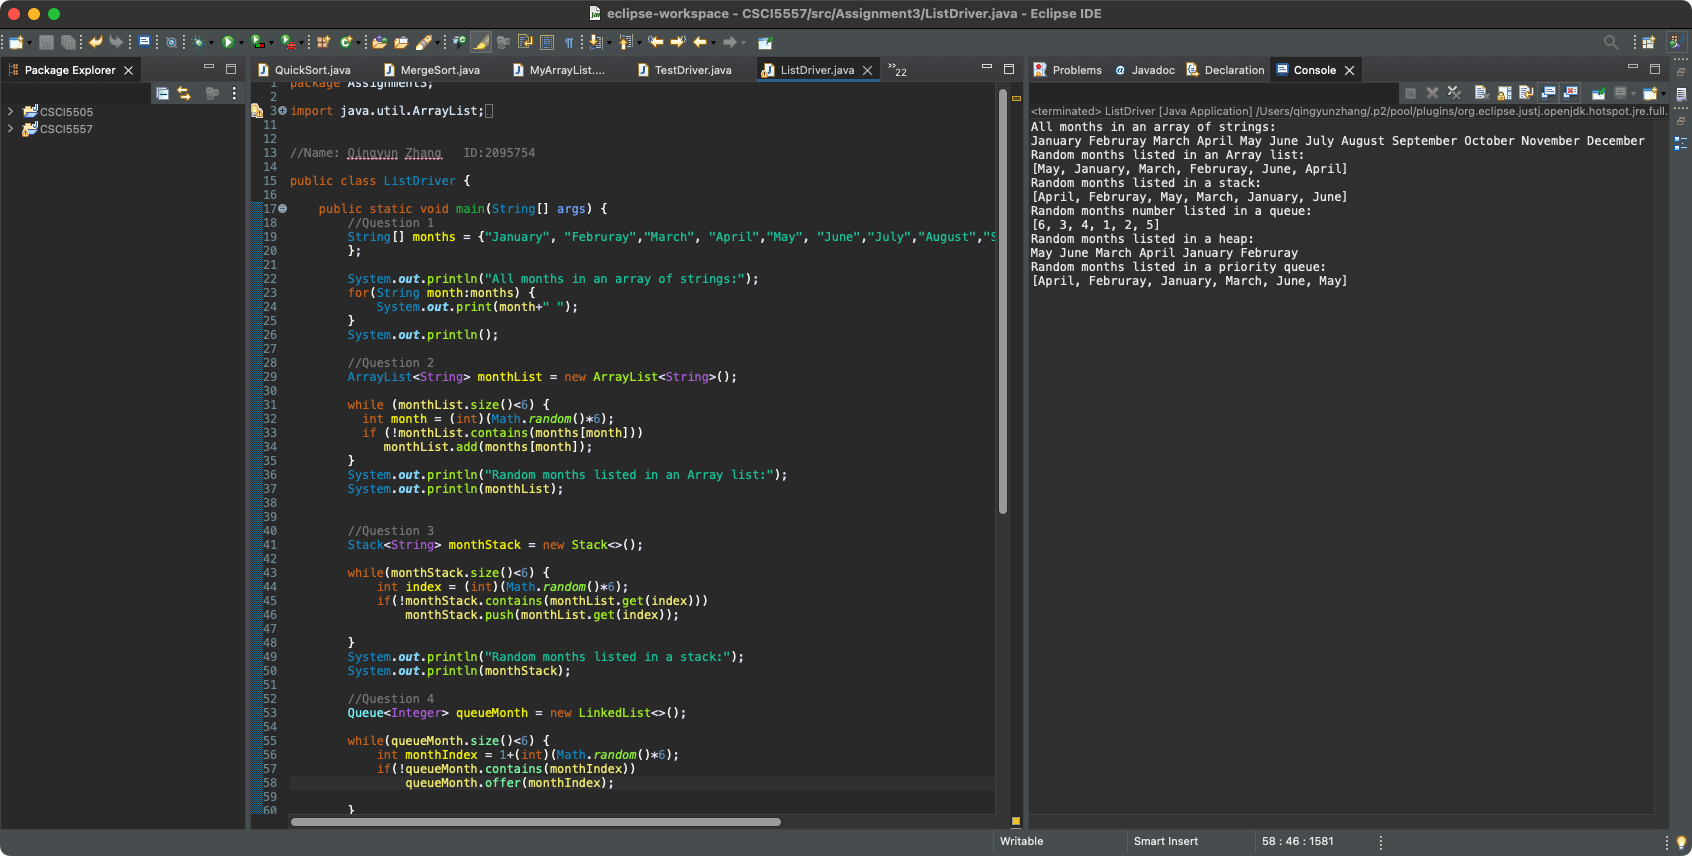 eclipse-workspace - CSCI5557/src/Assignment3/ListDriver.java - Eclipse IDE
Package Explorer
CSCI5505
CSCI5557
QuickSort.java
MergeSort.java
MyArrayList....
TestDriver.java
ListDriver.java
»22
1 package Assignment3;
2
3 import java.util.ArrayList;
11
12
13 //Name: Qingyun Zhang   ID:2095754
14
15 public class ListDriver {
16
17 public static void main(String[] args) {
18 //Question 1
19 String[] months = {"January", "Februray","March", "April","May", "June","July","August","S
20 };
21
22 System.out.println("All months in an array of strings:");
23 for(String month:months) {
24 System.out.print(month+" ");
25 }
26 System.out.println();
27
28 //Question 2
29 ArrayList<String> monthList = new ArrayList<String>();
30
31 while (monthList.size()<6) {
32 int month = (int)(Math.random()*6);
33 if (!monthList.contains(months[month]))
34 monthList.add(months[month]);
35 }
36 System.out.println("Random months listed in an Array list:");
37 System.out.println(monthList);
38
39
40 //Question 3
41 Stack<String> monthStack = new Stack<>();
42
43 while(monthStack.size()<6) {
44 int index = (int)(Math.random()*6);
45 if(!monthStack.contains(monthList.get(index)))
46 monthStack.push(monthList.get(index));
47
48 }
49 System.out.println("Random months listed in a stack:");
50 System.out.println(monthStack);
51
52 //Question 4
53 Queue<Integer> queueMonth = new LinkedList<>();
54
55 while(queueMonth.size()<6) {
56 int monthIndex = 1+(int)(Math.random()*6);
57 if(!queueMonth.contains(monthIndex))
58 queueMonth.offer(monthIndex);
59
60 }
Problems
Javadoc
Declaration
Console
<terminated> ListDriver [Java Application] /Users/qingyunzhang/.p2/pool/plugins/org.eclipse.justj.openjdk.hotspot.jre.full.
All months in an array of strings:
January Februray March April May June July August September October November December
Random months listed in an Array list:
[May, January, March, Februray, June, April]
Random months listed in a stack:
[April, Februray, May, March, January, June]
Random months number listed in a queue:
[6, 3, 4, 1, 2, 5]
Random months listed in a heap:
May June March April January Februray
Random months listed in a priority queue:
[April, Februray, January, March, June, May]
Writable
Smart Insert
58 : 46 : 1581